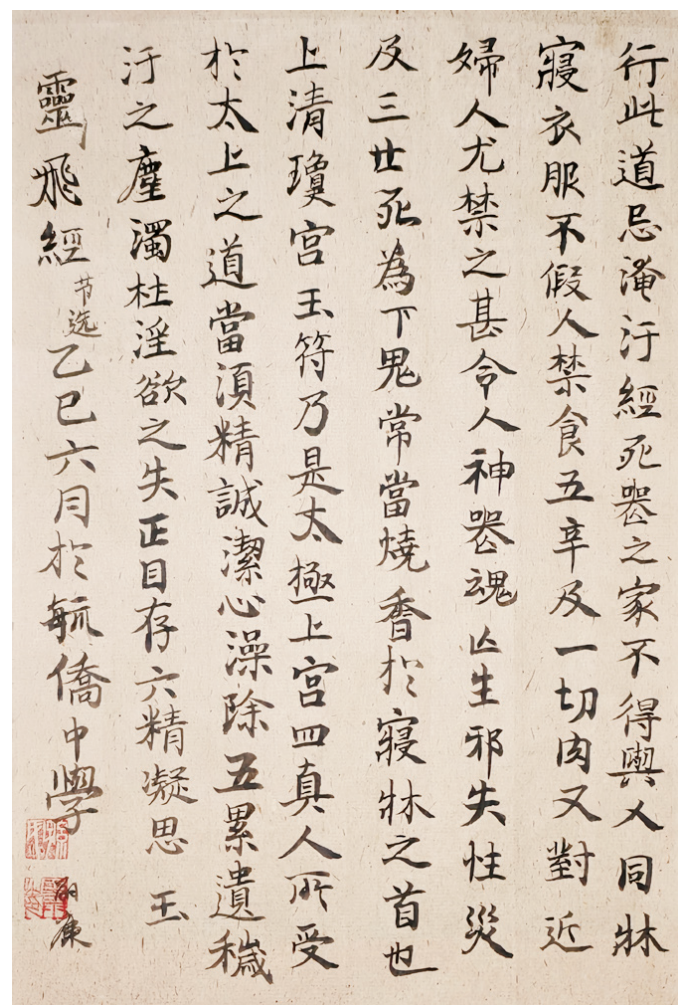 行此道忌淹汙經死喪之家不得與人同牀
寢衣服不假人禁食五辛及一切肉又對近
婦人尤禁之甚令人神喪魂亡生邪失性災
及三世死為下鬼常當燒香於寢牀之首也
上清瓊宮玉符乃是太極上宮四真人所受
於太上之道當須精誠潔心澡除五累遺穢
汙之塵濁杜淫欲之失正目存六精凝思玉
靈飛經节选乙巳六月於毓僑中學